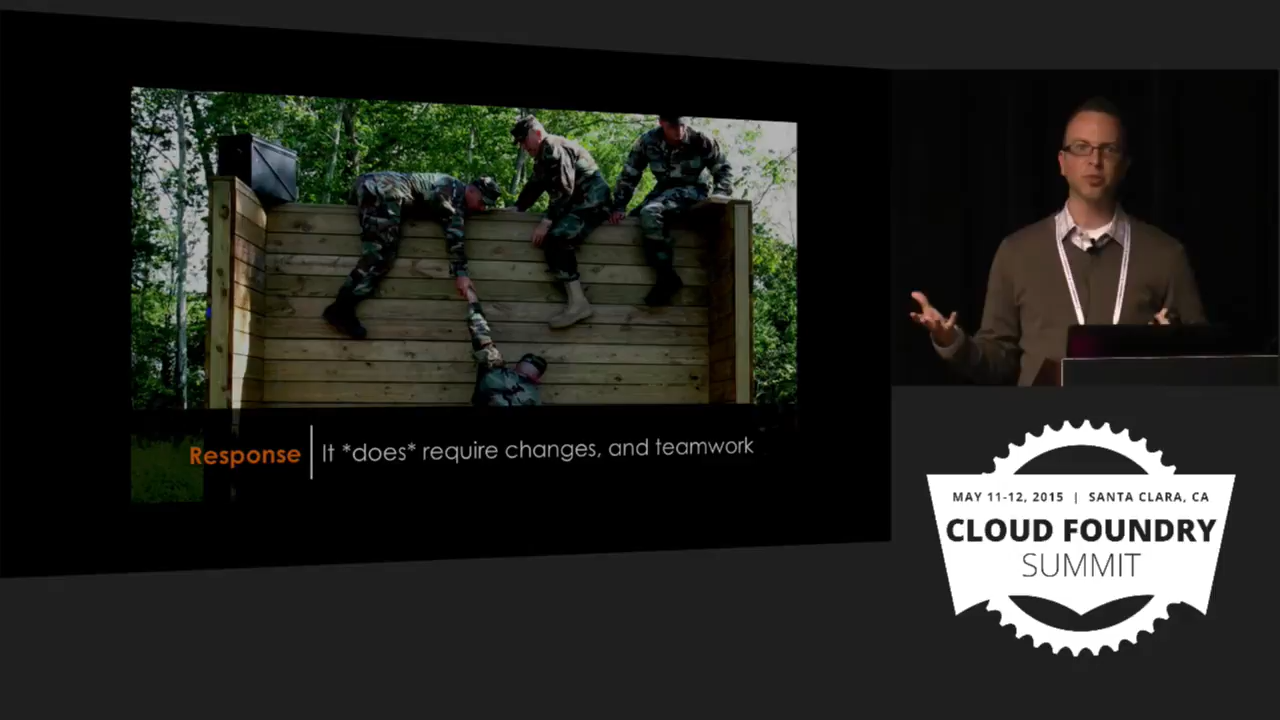 Response
It *does* require changes, and teamwork
MAY 11-12, 2015 | SANTA CLARA, CA
CLOUD FOUNDRY
SUMMIT